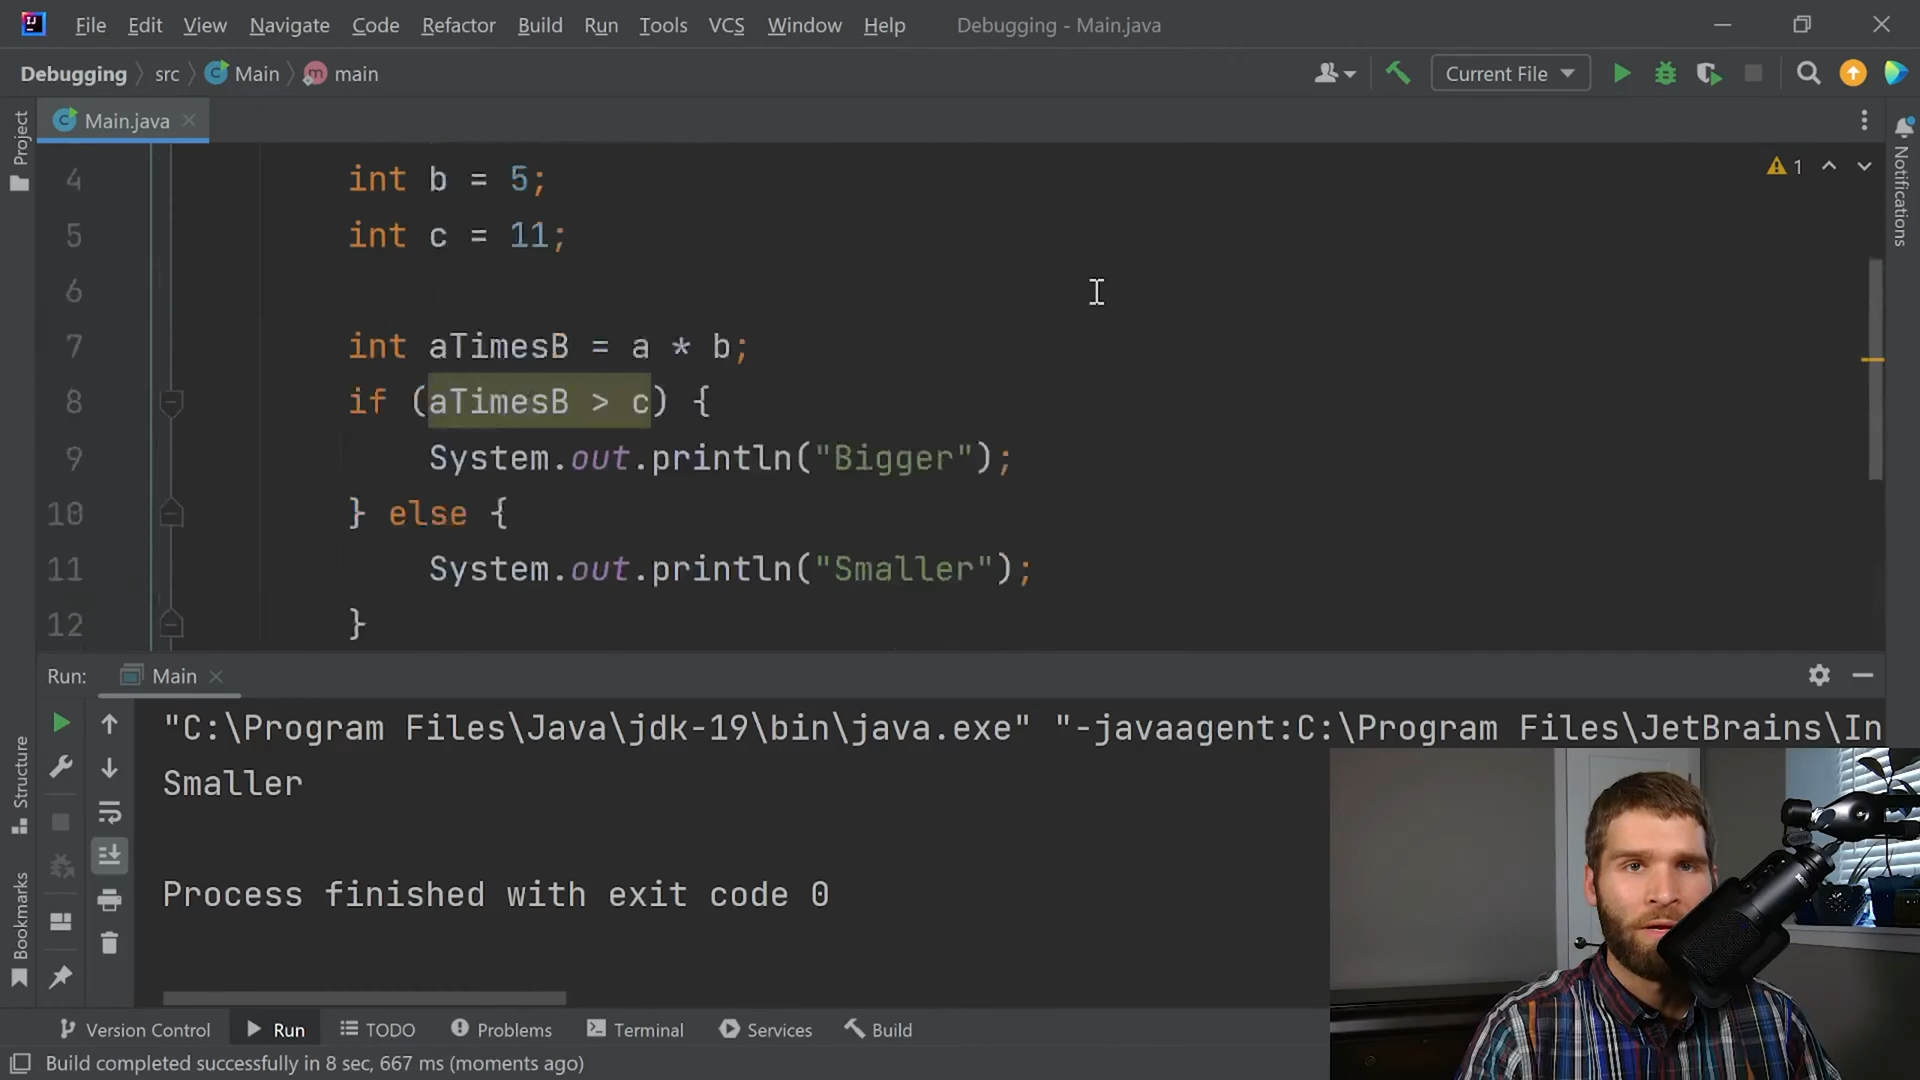 File Edit View Navigate Code Refactor Build Run Tools VCS Window Help Debugging - Main.java
Debugging src Main main Current File
Project
Main.java
Notifications
4 int b = 5;
5 int c = 11;
6
7 int aTimesB = a * b;
8 if (aTimesB > c) {
9 System.out.println("Bigger");
10 } else {
11 System.out.println("Smaller");
12 }
1
Run: Main
"C:\Program Files\Java\jdk-19\bin\java.exe" "-javaagent:C:\Program Files\JetBrains\In
Smaller
Process finished with exit code 0
Structure
Bookmarks
Version Control Run TODO Problems Terminal Services Build
Build completed successfully in 8 sec, 667 ms (moments ago)